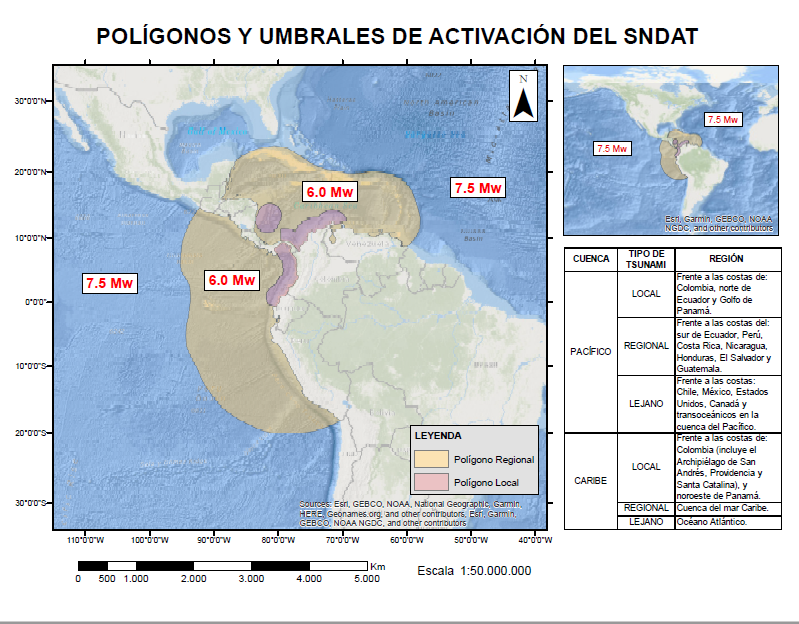 POLÍGONOS Y UMBRALES DE ACTIVACIÓN DEL SNDAT
30°0'0"N
20°0'0"N
10°0'0"N
0°0'0"
10°0'0"S
20°0'0"S
30°0'0"S
N
6.0 Mw
7.5 Mw
7.5 Mw
6.0 Mw
Venezuela
LEYENDA
Polígono Regional
Polígono Local
Sources: Esri, GEBCO, NOAA, National Geographic, Garmin,
HERE, Geonames.org, and other contributors, Esri, Garmin,
GEBCO, NOAA NGDC, and other contributors
110°0'0"W 100°0'0"W 90°0'0"W 80°0'0"W 70°0'0"W 60°0'0"W 50°0'0"W 40°0'0"W
Km
0 500 1.000 2.000 3.000 4.000 5.000
Escala 1:50.000.000
7.5 Mw
7.5 Mw
Esri, Garmin, GEBCO, NOAA
NGDC, and other contributors
CUENCA
TIPO DE
TSUNAMI
REGIÓN
PACÍFICO
LOCAL
Frente a las costas de:
Colombia, norte de
Ecuador y Golfo de
Panamá.
REGIONAL
Frente a las costas del:
sur de Ecuador, Perú,
Costa Rica, Nicaragua,
Honduras, El Salvador y
Guatemala.
LEJANO
Frente a las costas:
Chile, México, Estados
Unidos, Canadá y
transoceánicos en la
cuenca del Pacífico.
CARIBE
LOCAL
Frente a las costas de:
Colombia (incluye el
Archipiélago de San
Andrés, Providencia y
Santa Catalina), y
noroeste de Panamá.
REGIONAL
Cuenca del mar Caribe.
LEJANO
Océano Atlántico.